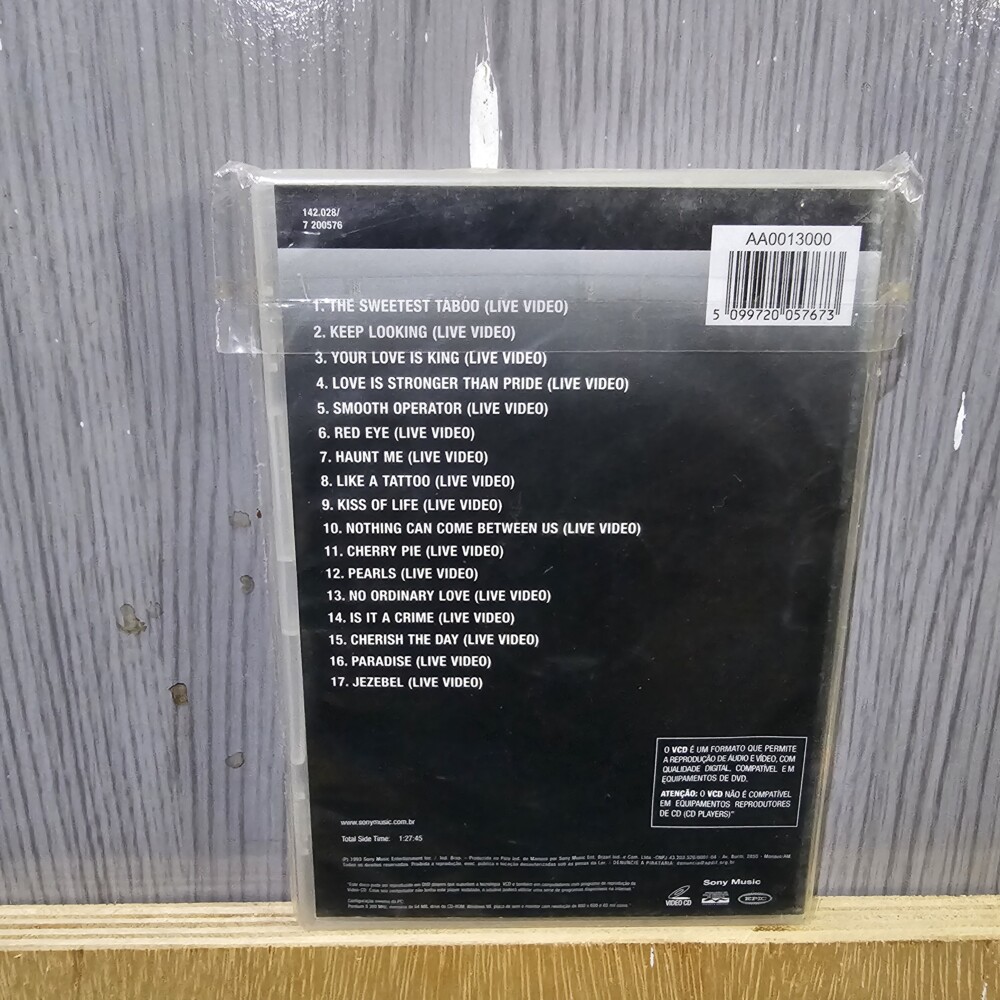 142.028/
7 200576
AA0013000
5 099720 057673
1. THE SWEETEST TABOO (LIVE VIDEO)
2. KEEP LOOKING (LIVE VIDEO)
3. YOUR LOVE IS KING (LIVE VIDEO)
4. LOVE IS STRONGER THAN PRIDE (LIVE VIDEO)
5. SMOOTH OPERATOR (LIVE VIDEO)
6. RED EYE (LIVE VIDEO)
7. HAUNT ME (LIVE VIDEO)
8. LIKE A TATTOO (LIVE VIDEO)
9. KISS OF LIFE (LIVE VIDEO)
10. NOTHING CAN COME BETWEEN US (LIVE VIDEO)
11. CHERRY PIE (LIVE VIDEO)
12. PEARLS (LIVE VIDEO)
13. NO ORDINARY LOVE (LIVE VIDEO)
14. IS IT A CRIME (LIVE VIDEO)
15. CHERISH THE DAY (LIVE VIDEO)
16. PARADISE (LIVE VIDEO)
17. JEZEBEL (LIVE VIDEO)
O VCD É UM FORMATO QUE PERMITE
A REPRODUÇÃO DE ÁUDIO E VÍDEO, COM
QUALIDADE DIGITAL. COMPATÍVEL EM
EQUIPAMENTOS DE DVD.
ATENÇÃO: O VCD NÃO É COMPATÍVEL
EM EQUIPAMENTOS REPRODUTORES
DE CD (CD PLAYERS)"
www.sonymusic.com.br
Total Side Time: 1:27:45
Sony Music
VIDEO CD
EPIC